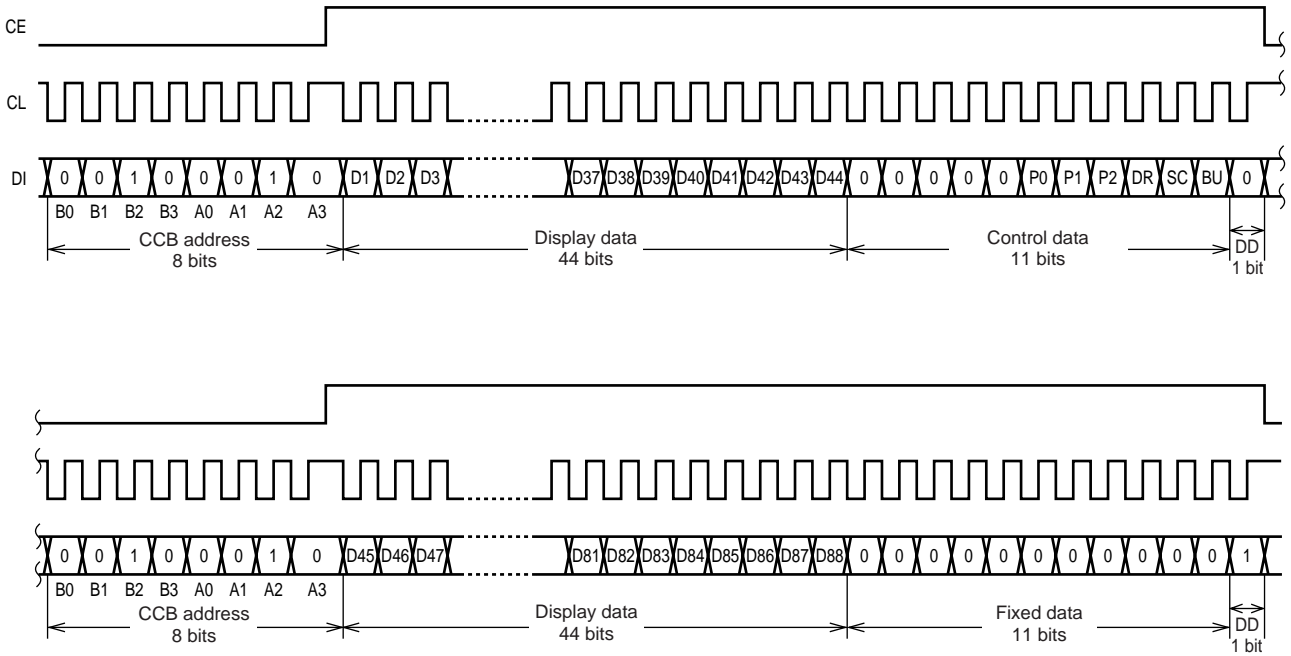 CE
CL
DI 0 0 1 0 0 0 1 0 D1 D2 D3 D37 D38 D39 D40 D41 D42 D43 D44 0 0 0 0 0 P0 P1 P2 DR SC BU 0
B0 B1 B2 B3 A0 A1 A2 A3
CCB address
8 bits
Display data
44 bits
Control data
11 bits
DD
1 bit
0 0 1 0 0 0 1 0 D45 D46 D47 D81 D82 D83 D84 D85 D86 D87 D88 0 0 0 0 0 0 0 0 0 0 0 1
B0 B1 B2 B3 A0 A1 A2 A3
CCB address
8 bits
Display data
44 bits
Fixed data
11 bits
DD
1 bit